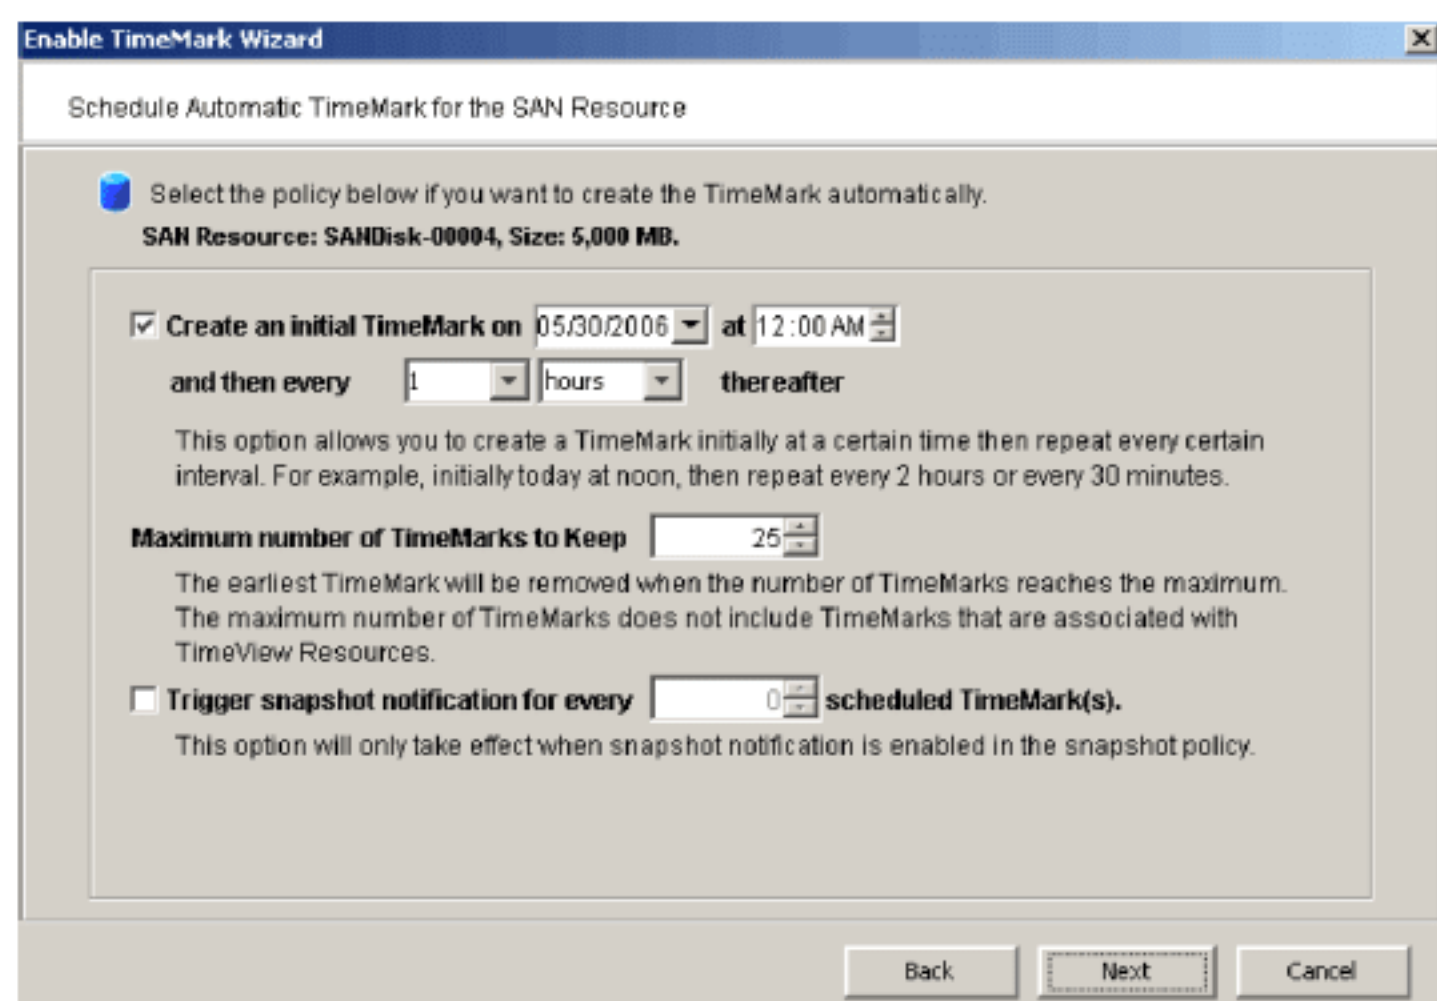 Enable TimeMark Wizard
Schedule Automatic TimeMark for the SAN Resource
Select the policy below if you want to create the TimeMark automatically.
SAN Resource: SANDisk-00004, Size: 5,000 MB.
Create an initial TimeMark on 05/30/2006 at 12:00 AM
and then every 1 hours thereafter
This option allows you to create a TimeMark initially at a certain time then repeat every certain
interval. For example, initially today at noon, then repeat every 2 hours or every 30 minutes.
Maximum number of TimeMarks to Keep 25
The earliest TimeMark will be removed when the number of TimeMarks reaches the maximum.
The maximum number of TimeMarks does not include TimeMarks that are associated with
TimeView Resources.
Trigger snapshot notification for every 0 scheduled TimeMark(s).
This option will only take effect when snapshot notification is enabled in the snapshot policy.
Back Next Cancel